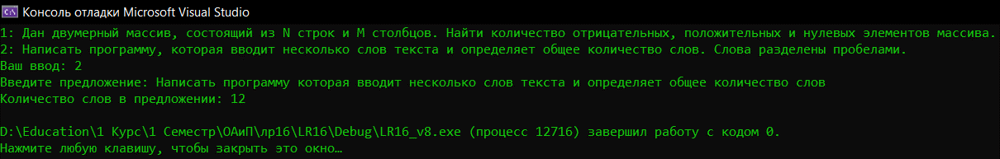 Консоль отладки Microsoft Visual Studio
1: Дан двумерный массив, состоящий из N строк и M столбцов. Найти количество отрицательных, положительных и нулевых элементов массива.
2: Написать программу, которая вводит несколько слов текста и определяет общее количество слов. Слова разделены пробелами.
Ваш ввод: 2
Введите предложение: Написать программу которая вводит несколько слов текста и определяет общее количество слов
Количество слов в предложении: 12
D:\Education\1 Курс\1 Семестр\ОАиП\лр16\LR16\Debug\LR16_v8.exe (процесс 12716) завершил работу с кодом 0.
Нажмите любую клавишу, чтобы закрыть это окно…